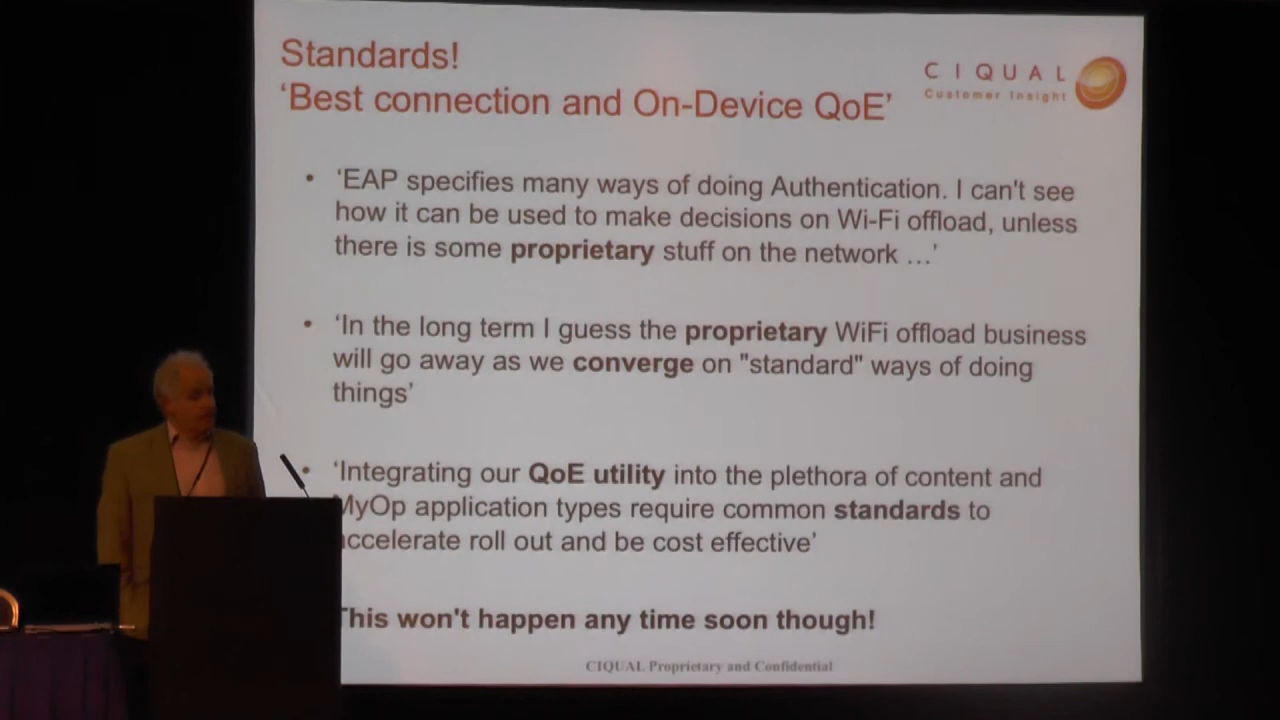 Standards!
'Best connection and On-Device QoE'
CIQUAL
Customer Insight
• 'EAP specifies many ways of doing Authentication. I can't see
how it can be used to make decisions on Wi-Fi offload, unless
there is some proprietary stuff on the network …'
• 'In the long term I guess the proprietary WiFi offload business
will go away as we converge on "standard" ways of doing
things'
• 'Integrating our QoE utility into the plethora of content and
MyOp application types require common standards to
accelerate roll out and be cost effective'
This won't happen any time soon though!
CIQUAL Proprietary and Confidential